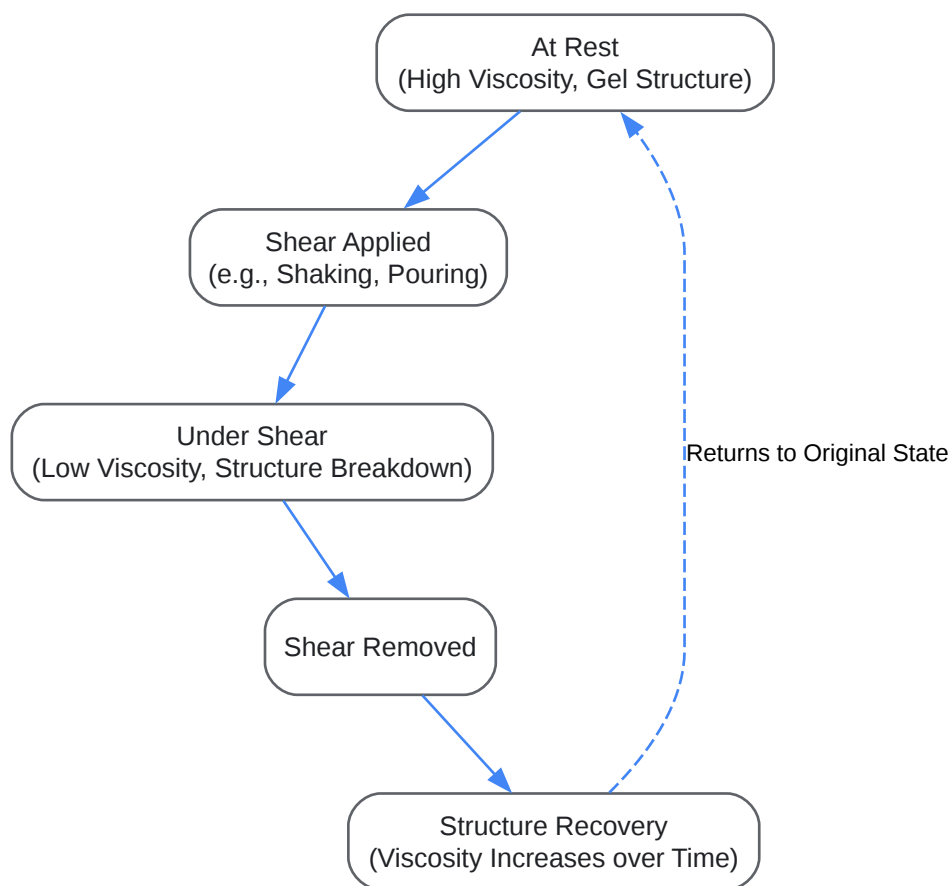 At Rest
(High Viscosity, Gel Structure)
Shear Applied
(e.g., Shaking, Pouring)
Under Shear
(Low Viscosity, Structure Breakdown)
Returns to Original State
Shear Removed
Structure Recovery
(Viscosity Increases over Time)